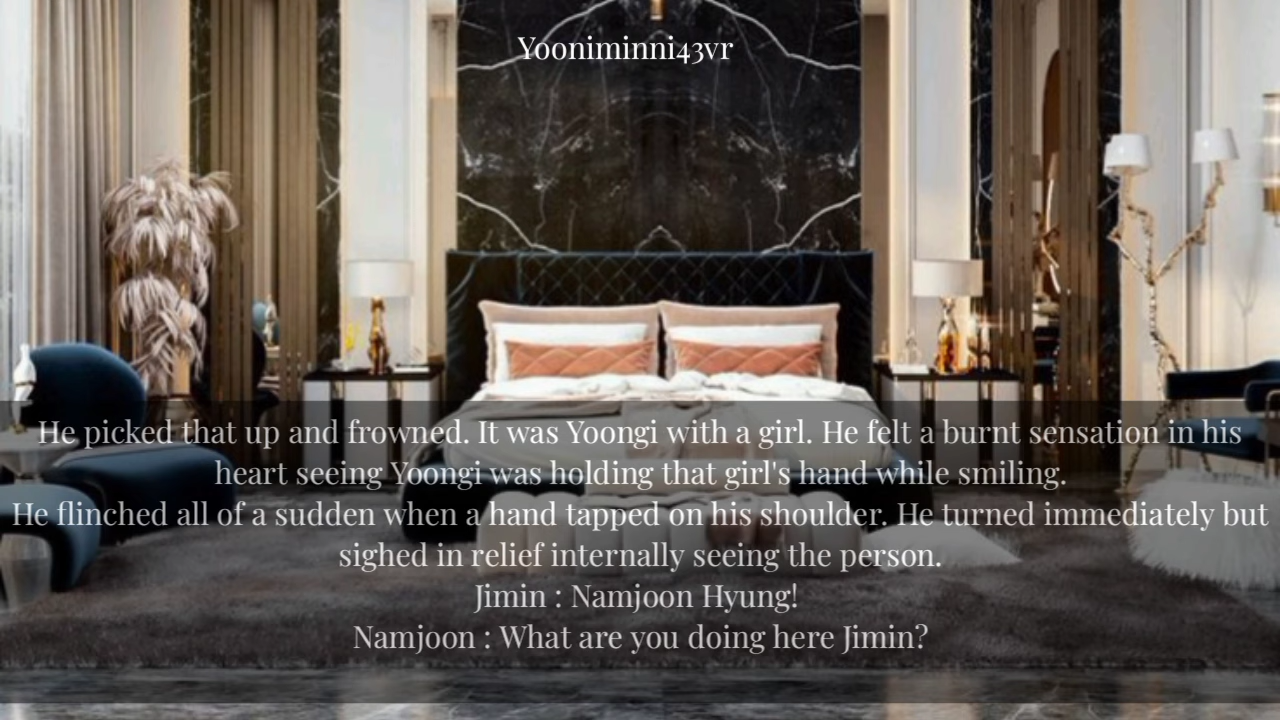 Yooniminni43vr
He picked that up and frowned. It was Yoongi with a girl. He felt a burnt sensation in his
heart seeing Yoongi was holding that girl's hand while smiling.
He flinched all of a sudden when a hand tapped on his shoulder. He turned immediately but
sighed in relief internally seeing the person.
Jimin : Namjoon Hyung!
Namjoon : What are you doing here Jimin?